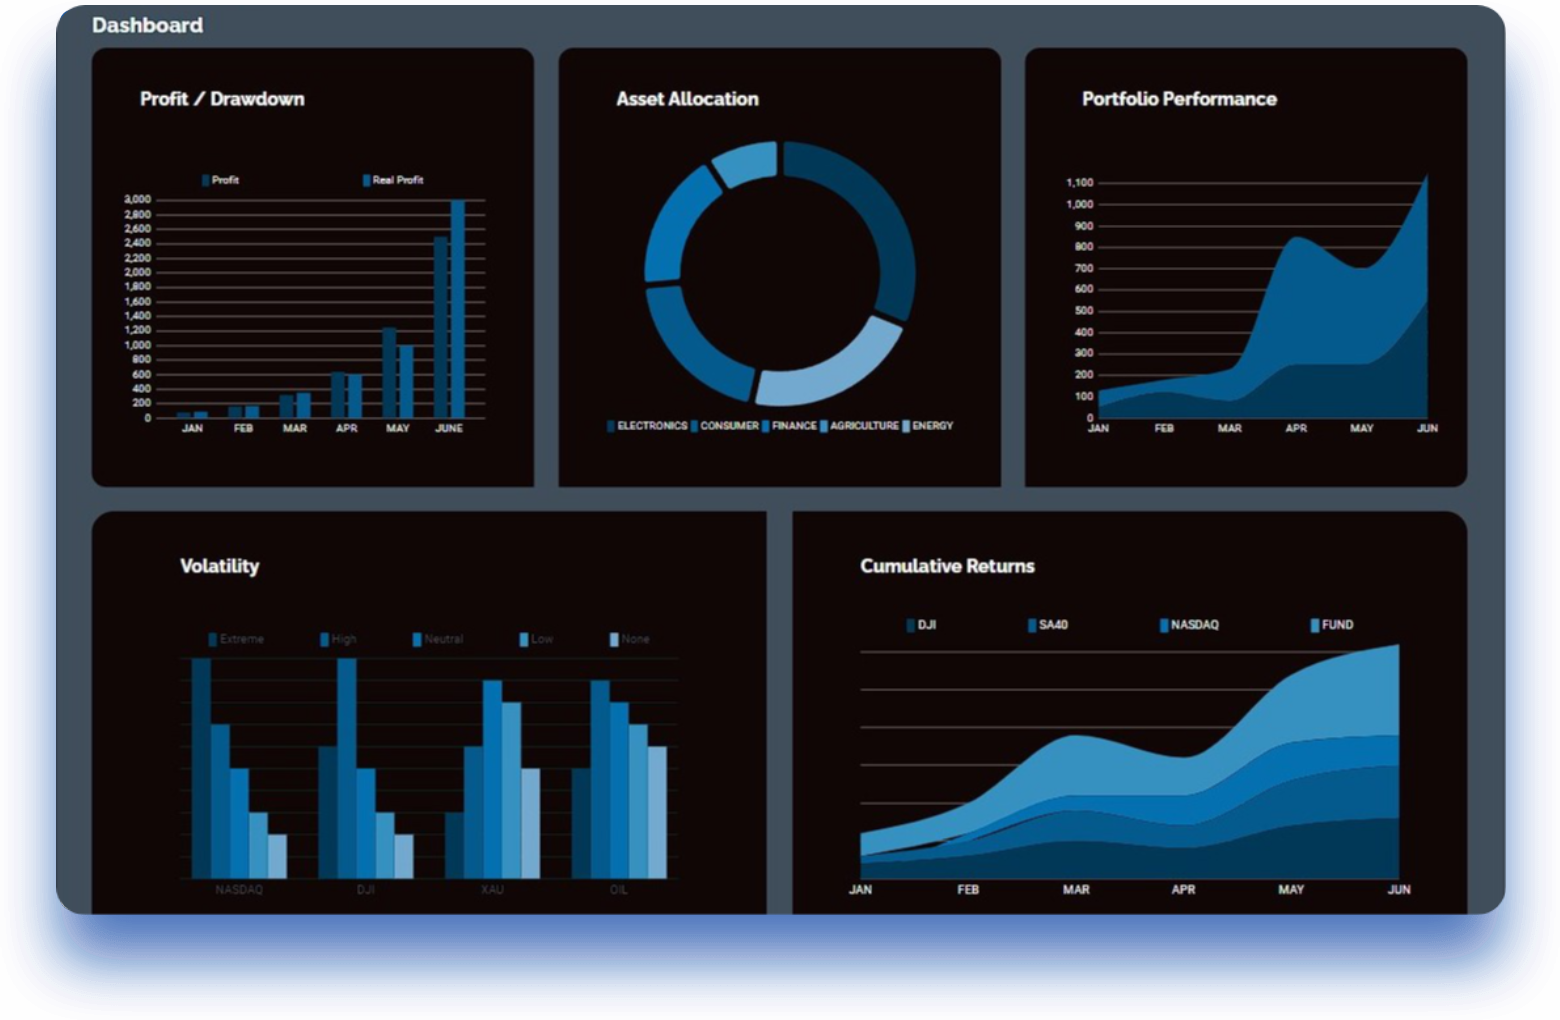 Dashboard
Profit / Drawdown
Profit Real Profit
3,000
2,800
2,600
2,400
2,200
2,000
1,800
1,600
1,400
1,200
1,000
800
600
400
200
0
JAN FEB MAR APR MAY JUNE
Asset Allocation
ELECTRONICS CONSUMER FINANCE AGRICULTURE ENERGY
Portfolio Performance
1,100
1,000
900
800
700
600
500
400
300
200
100
0
JAN FEB MAR APR MAY JUN
Volatility
Extreme High Neutral Low None
NASDAQ DJI XAU OIL
Cumulative Returns
DJI SA40 NASDAQ FUND
JAN FEB MAR APR MAY JUN